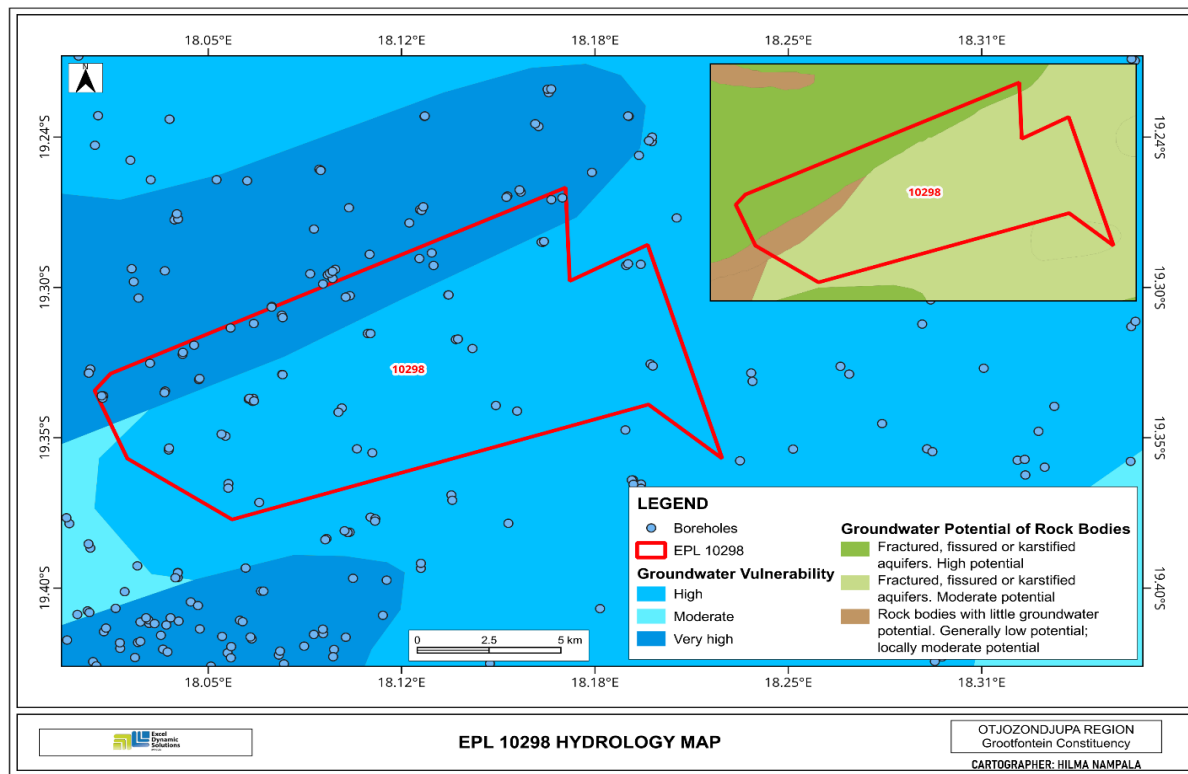 18.05°E
18.12°E
18.18°E
18.25°E
18.31°E
N
19.24°S
19.24°S
10298
19.30°S
19.30°S
10298
19.35°S
19.35°S
LEGEND
Boreholes
EPL 10298
Groundwater Vulnerability
High
Moderate
Very high
Groundwater Potential of Rock Bodies
Fractured, fissured or karstified
aquifers. High potential
Fractured, fissured or karstified
aquifers. Moderate potential
Rock bodies with little groundwater
potential. Generally low potential;
locally moderate potential
19.40°S
19.40°S
0 2.5 5 km
18.05°E
18.12°E
18.18°E
18.25°E
18.31°E
Excel
Dynamic
Solutions
EPL 10298 HYDROLOGY MAP
OTJOZONDJUPA REGION
Grootfontein Constituency
CARTOGRAPHER: HILMA NAMPALA